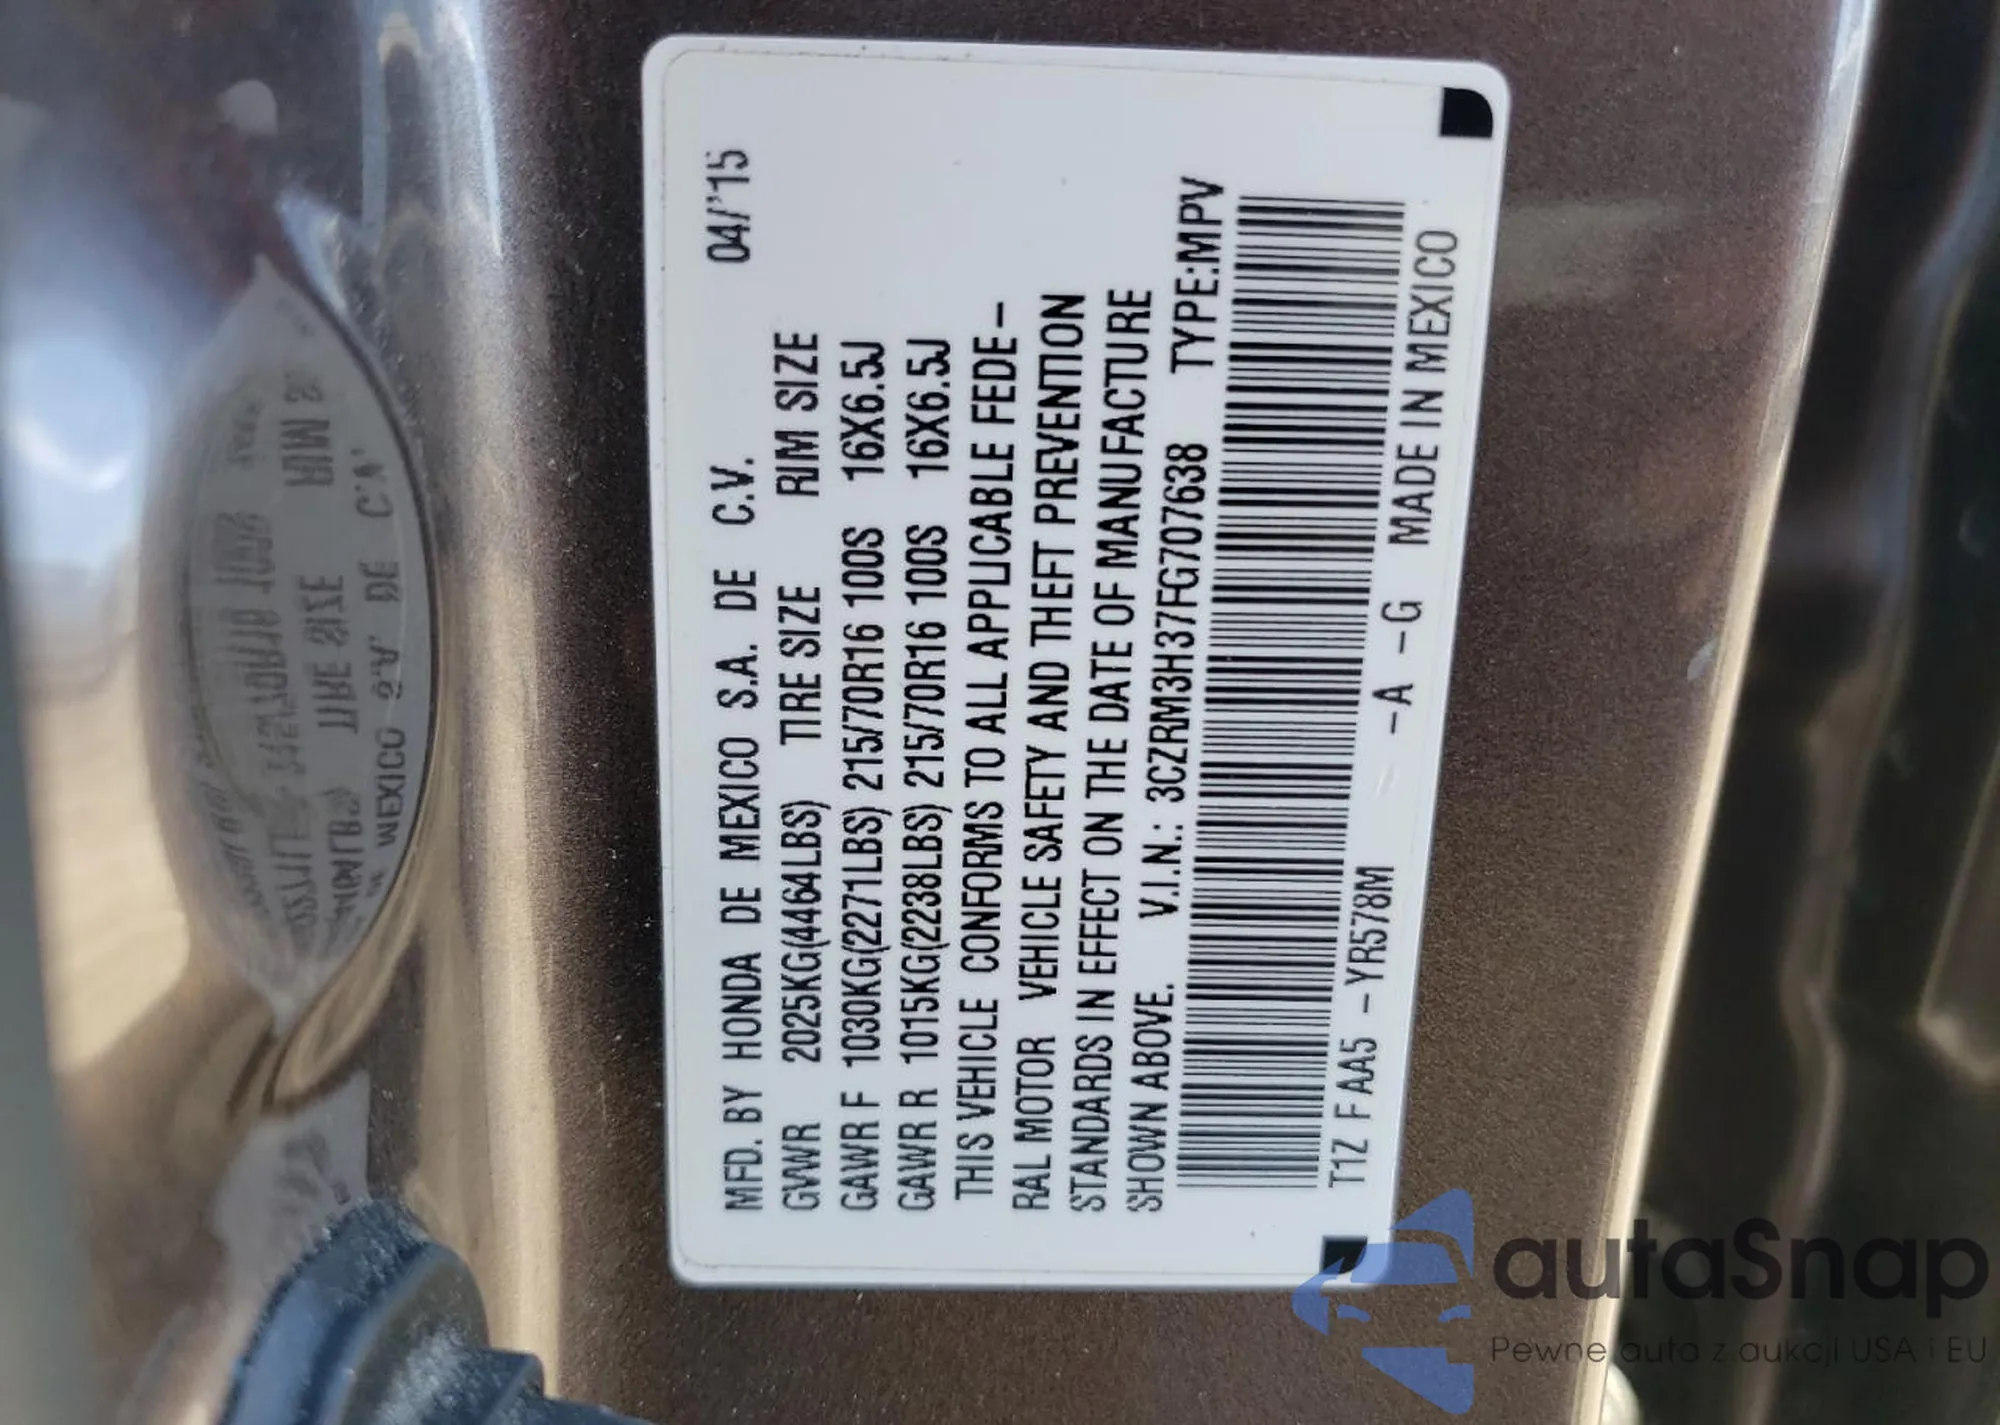 MFD. BY HONDA DE MEXICO S.A. DE C.V. 04/'15
GVWR 2025KG(4464LBS) TIRE SIZE RIM SIZE
GAWR F 1030KG(2271LBS) 215/70R16 100S 16X6.5J
GAWR R 1015KG(2238LBS) 215/70R16 100S 16X6.5J
THIS VEHICLE CONFORMS TO ALL APPLICABLE FEDE–
RAL MOTOR VEHICLE SAFETY AND THEFT PREVENTION
STANDARDS IN EFFECT ON THE DATE OF MANUFACTURE
SHOWN ABOVE. V.I.N.: 3CZRM3H37FG707638 TYPE:MPV
T1Z F AA5 –YR578M –A –G MADE IN MEXICO
autaSnap
Pewne auta z aukcji USA i EU